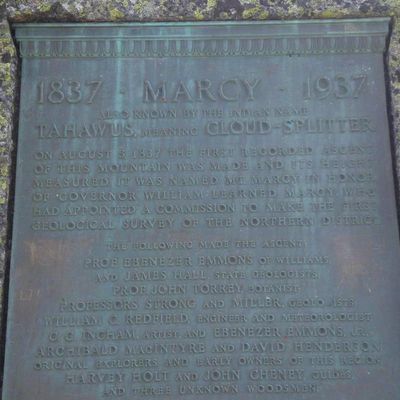 1837 · MARCY · 1937
ALSO KNOWN BY THE INDIAN NAME
TAHAWUS, MEANING CLOUD-SPLITTER
ON AUGUST 5 1837 THE FIRST RECORDED ASCENT
OF THIS MOUNTAIN WAS MADE AND ITS HEIGHT
MEASURED. IT WAS NAMED MT. MARCY IN HONOR
OF GOVERNOR WILLIAM LEARNED MARCY WHO
HAD APPOINTED A COMMISSION TO MAKE THE FIRST
GEOLOGICAL SURVEY OF THE NORTHERN DISTRICT
THE FOLLOWING MADE THE ASCENT
PROF. EBENEZER EMMONS OF WILLIAMS,
AND JAMES HALL STATE GEOLOGISTS,
PROF. JOHN TORREY, BOTANIST
PROFESSORS STRONG AND MILLER, GEOLOGISTS
WILLIAM C. REDFIELD, ENGINEER AND METEOROLOGIST
C. C. INGHAM, ARTIST AND EBENEZER EMMONS, JR.,
ARCHIBALD MACINTYRE AND DAVID HENDERSON
ORIGINAL EXPLORERS AND EARLY OWNERS OF THIS REGION
HARVEY HOLT AND JOHN CHENEY, GUIDES,
AND THREE UNKNOWN WOODSMEN